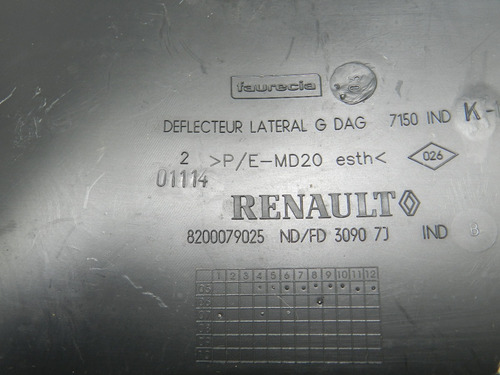 faurecia
DEFLECTEUR LATERAL G DAG 7150 IND K
2 >P/E-MD20 esth< 026
01114
RENAULT
8200079025 ND/FD 3090 7J IND B
1 2 3 4 5 6 7 8 9 10 11 12
05